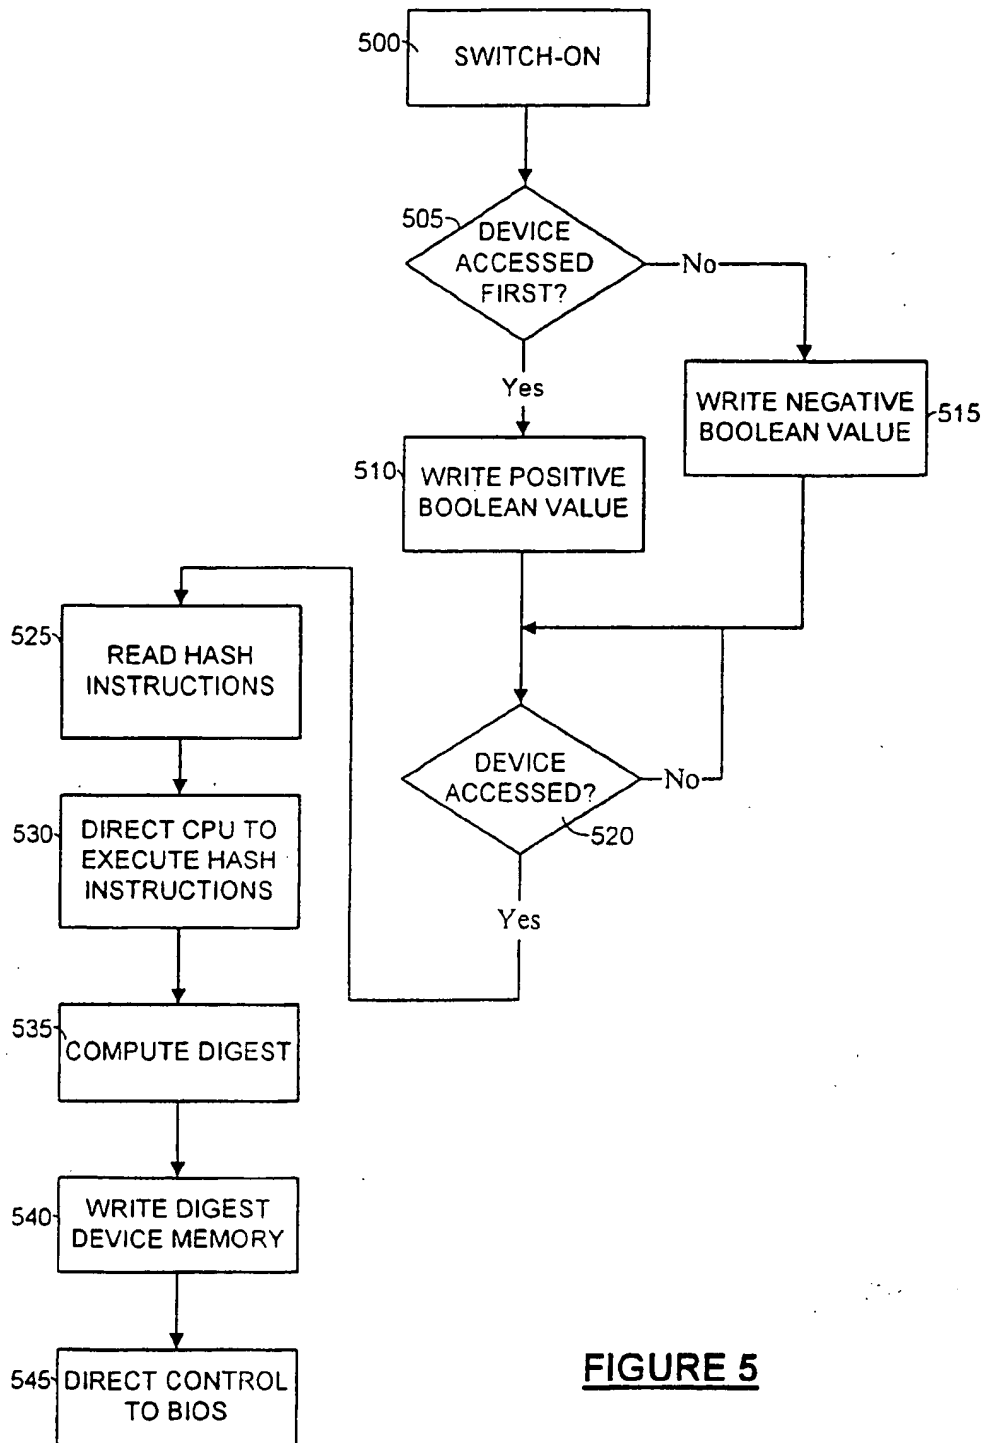 500
SWITCH-ON
505
DEVICE
ACCESSED
FIRST?
No
Yes
WRITE NEGATIVE
BOOLEAN VALUE
515
510
WRITE POSITIVE
BOOLEAN VALUE
DEVICE
ACCESSED?
No
520
Yes
525
READ HASH
INSTRUCTIONS
530
DIRECT CPU TO
EXECUTE HASH
INSTRUCTIONS
535
COMPUTE DIGEST
540
WRITE DIGEST
DEVICE MEMORY
545
DIRECT CONTROL
TO BIOS
FIGURE 5